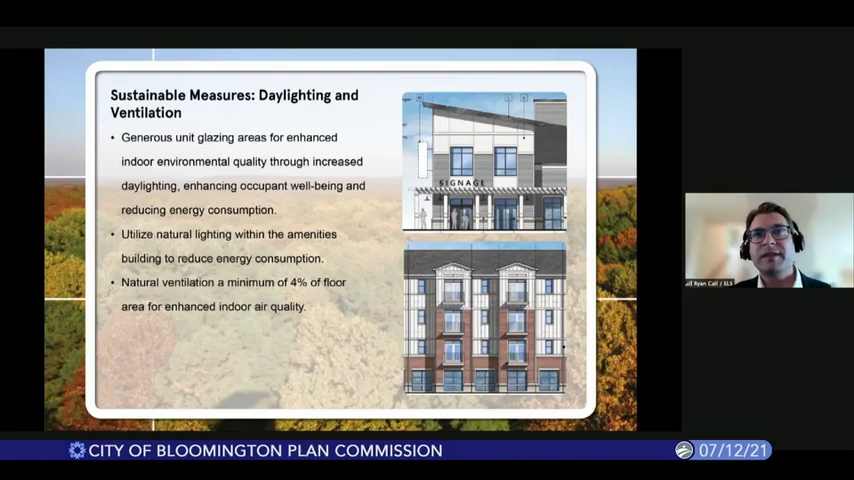 Sustainable Measures: Daylighting and
Ventilation
• Generous unit glazing areas for enhanced
indoor environmental quality through increased
daylighting, enhancing occupant well-being and
reducing energy consumption.
• Utilize natural lighting within the amenities
building to reduce energy consumption.
• Natural ventilation a minimum of 4% of floor
area for enhanced indoor air quality.
SIGNAGE
Ryan Call / ELS
CITY OF BLOOMINGTON PLAN COMMISSION
07/12/21